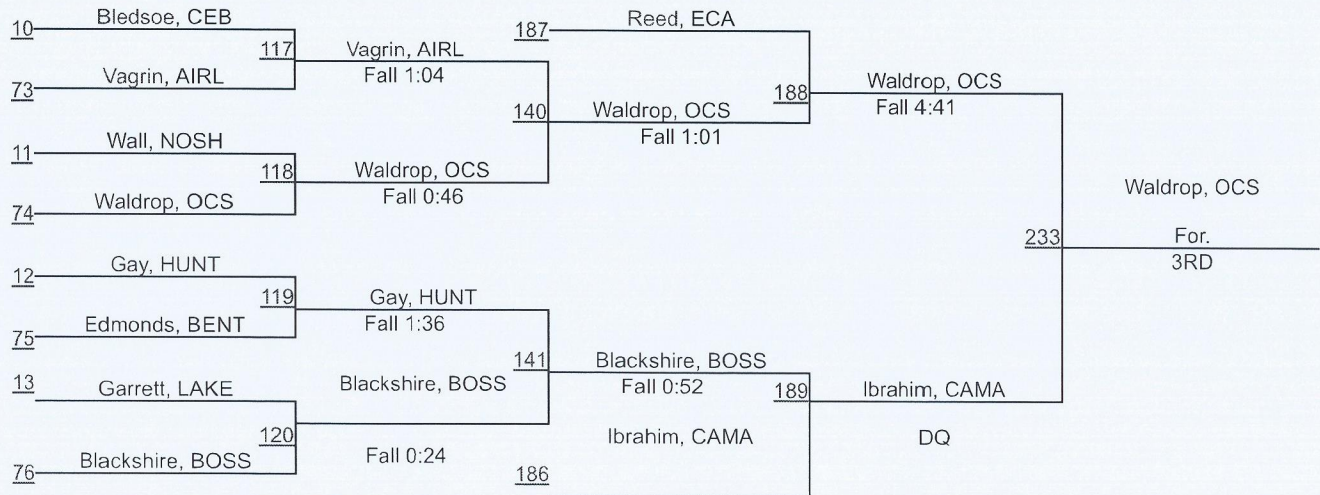 Bledsoe, CEB
10
117
Vagrin, AIRL
73
Vagrin, AIRL
Fall 1:04
Wall, NOSH
11
118
Waldrop, OCS
74
Waldrop, OCS
Fall 0:46
140
Gay, HUNT
12
119
Edmonds, BENT
75
Gay, HUNT
Fall 1:36
13
Garrett, LAKE
120
Blackshire, BOSS
76
Blackshire, BOSS
Fall 0:24
141
Reed, ECA
187
188
Waldrop, OCS
Fall 1:01
Blackshire, BOSS
Fall 0:52
189
Ibrahim, CAMA
186
Waldrop, OCS
Fall 4:41
Ibrahim, CAMA
DQ
233
Waldrop, OCS
For.
3RD